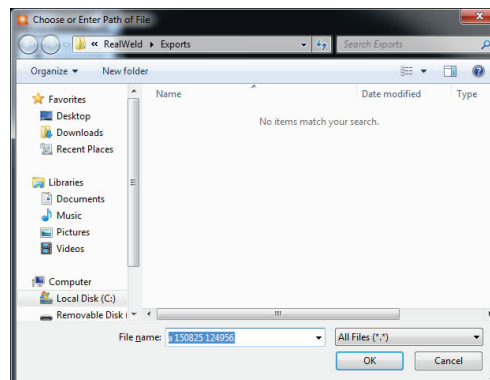 Choose or Enter Path of File
« RealWeld ▸ Exports
Search Exports
Organize ▾ New folder
Name Date modified Type
No items match your search.
Favorites
Desktop
Downloads
Recent Places
Libraries
Documents
Music
Pictures
Videos
Computer
Local Disk (C:)
Removable Disk (
File name: a 150825 124956
All Files (*.*)
OK Cancel